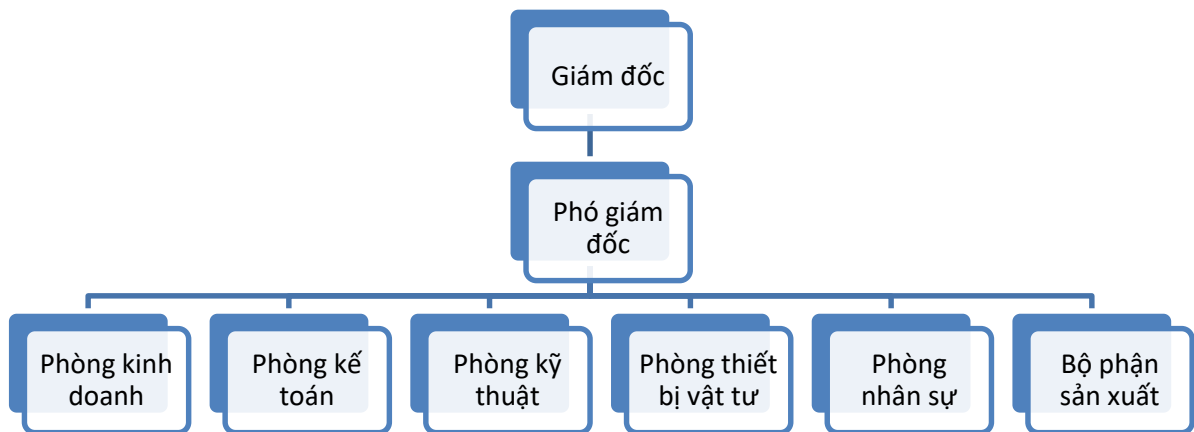 Giám đốc
Phó giám
đốc
Phòng kinh
doanh
Phòng kế
toán
Phòng kỹ
thuật
Phòng thiết
bị vật tư
Phòng
nhân sự
Bộ phận
sản xuất